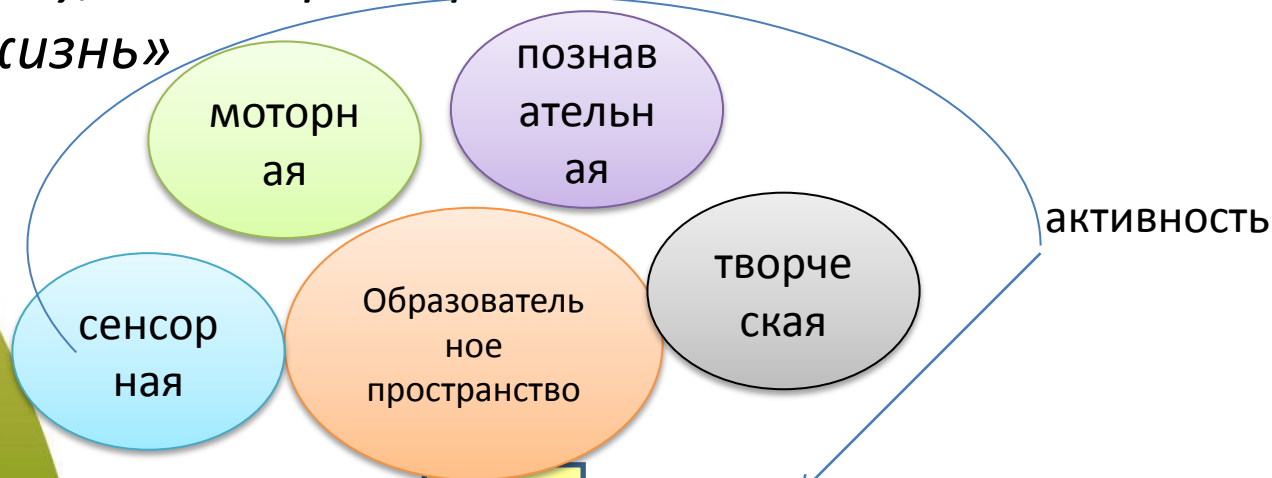 жизнь»
моторн
ая
познав
ательн
ая
активность
творче
ская
сенсор
ная
Образователь
ное
пространство